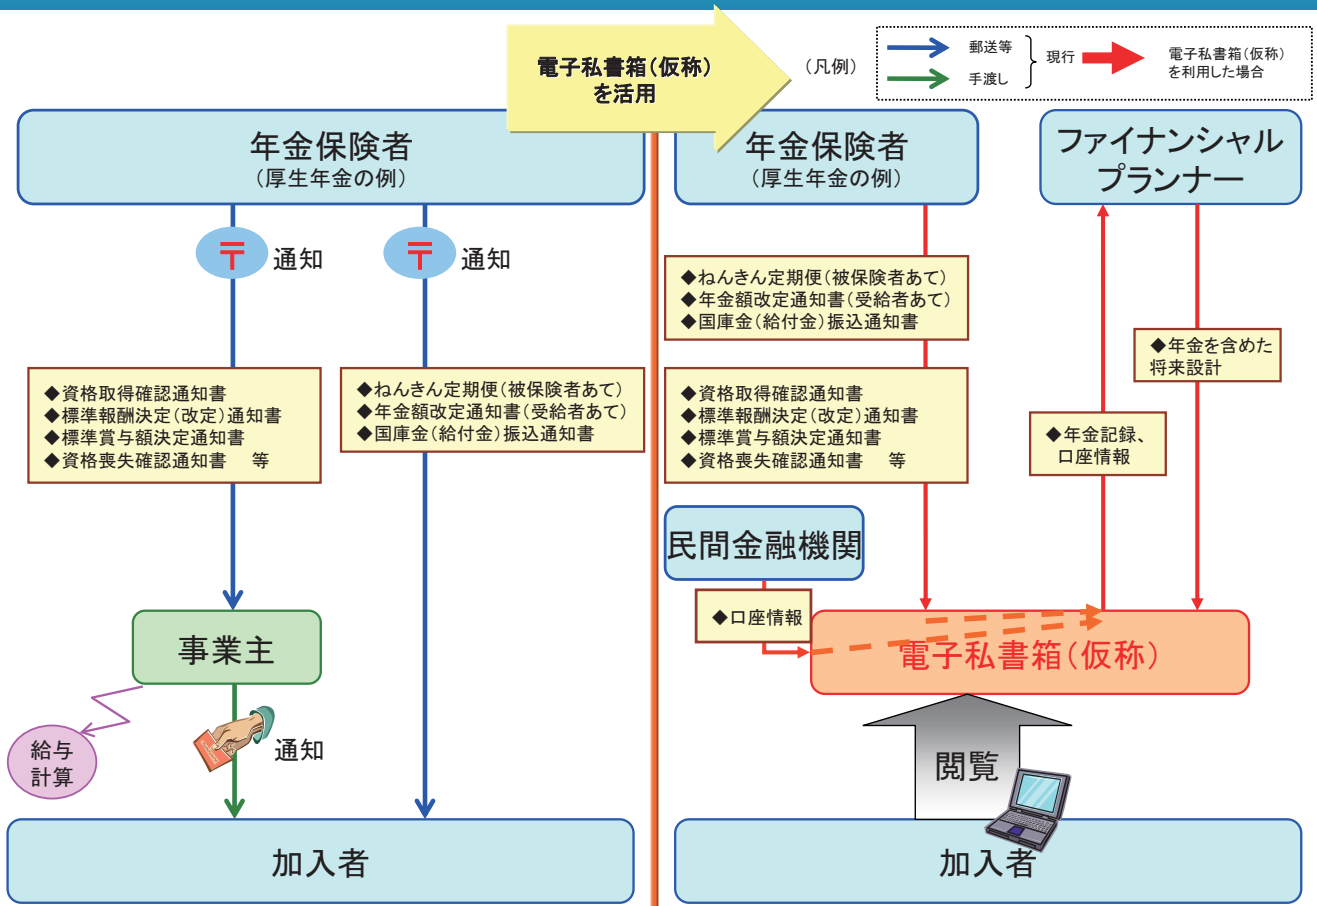 電子私書箱（仮称）
を活用
（凡例）
郵送等
手渡し
現行
電子私書箱（仮称）
を利用した場合
年金保険者
（厚生年金の例）
〒
通知
〒
通知
◆資格取得確認通知書
◆標準報酬決定（改定）通知書
◆標準賞与額決定通知書
◆資格喪失確認通知書　等
◆ねんきん定期便（被保険者あて）
◆年金額改定通知書（受給者あて）
◆国庫金（給付金）振込通知書
事業主
給与
計算
通知
加入者
年金保険者
（厚生年金の例）
ファイナンシャル
プランナー
◆ねんきん定期便（被保険者あて）
◆年金額改定通知書（受給者あて）
◆国庫金（給付金）振込通知書
◆資格取得確認通知書
◆標準報酬決定（改定）通知書
◆標準賞与額決定通知書
◆資格喪失確認通知書　等
◆年金を含めた
将来設計
◆年金記録、
口座情報
民間金融機関
◆口座情報
電子私書箱（仮称）
閲覧
加入者